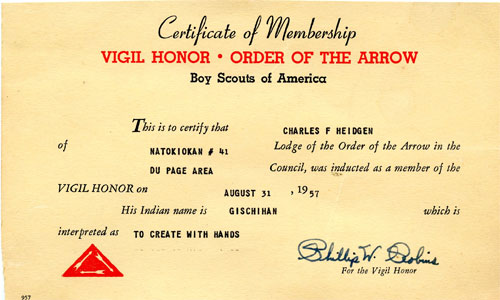 Certificate of Membership
VIGIL HONOR • ORDER OF THE ARROW
Boy Scouts of America
This is to certify that CHARLES F HEIDGEN
of NATOKIOKAN # 41 Lodge of the Order of the Arrow in the
DU PAGE AREA Council, was inducted as a member of the
VIGIL HONOR on AUGUST 31, 1957
His Indian name is GISCHIHAN which is
interpreted as TO CREATE WITH HANDS
Phillip W. Robins
For the Vigil Honor
957